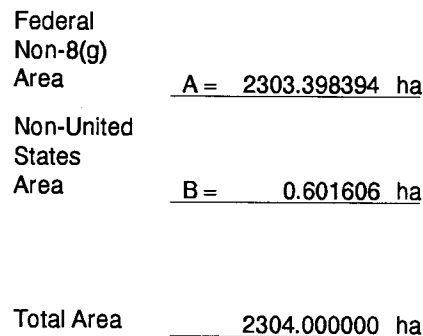 Federal
Non-8(g)
Area A = 2303.398394 ha
Non-United
States
Area B = 0.601606 ha
Total Area 2304.000000 ha